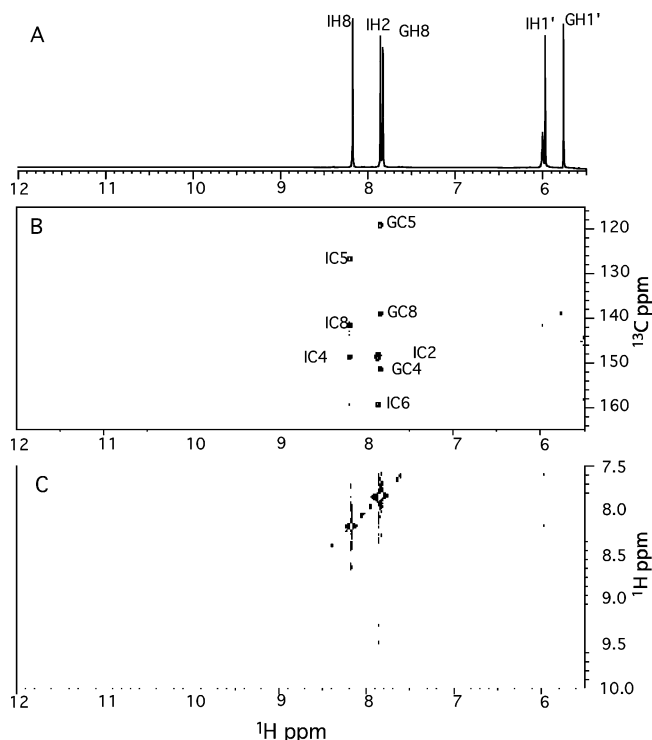 A
IH8
IH2
GH8
IH1'
GH1'
12 11 10 9 8 7 6
B
GC5
IC5
GC8
IC8
IC4
IC2
GC4
IC6
120
130
140
150
160
13C ppm
12 11 10 9 8 7 6
C
7.5
8.0
8.5
9.0
9.5
10.0
1H ppm
12 11 10 9 8 7 6
1H ppm